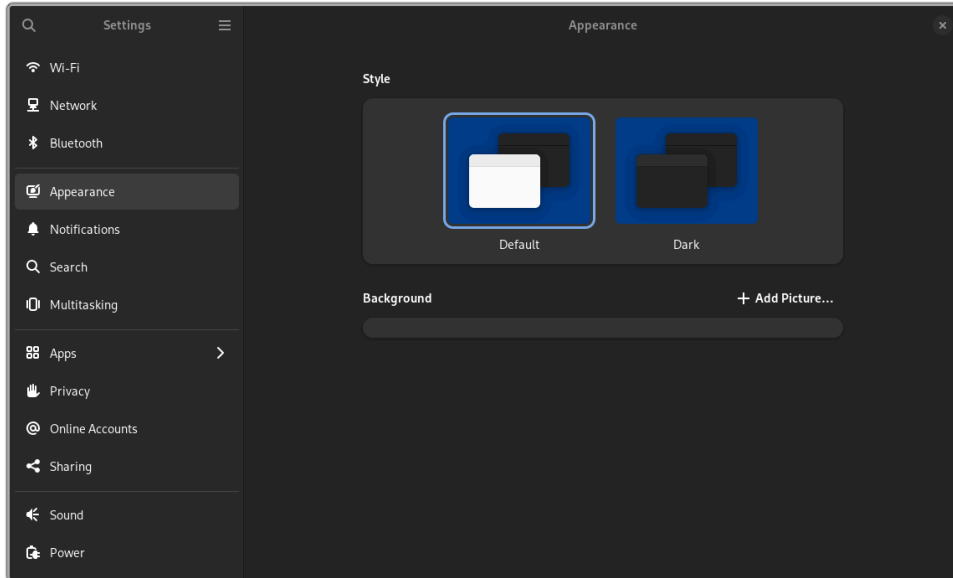 Settings
Appearance
Wi-Fi
Network
Bluetooth
Appearance
Notifications
Search
Multitasking
Apps
Privacy
Online Accounts
Sharing
Sound
Power
Style
Default
Dark
Background
Add Picture...